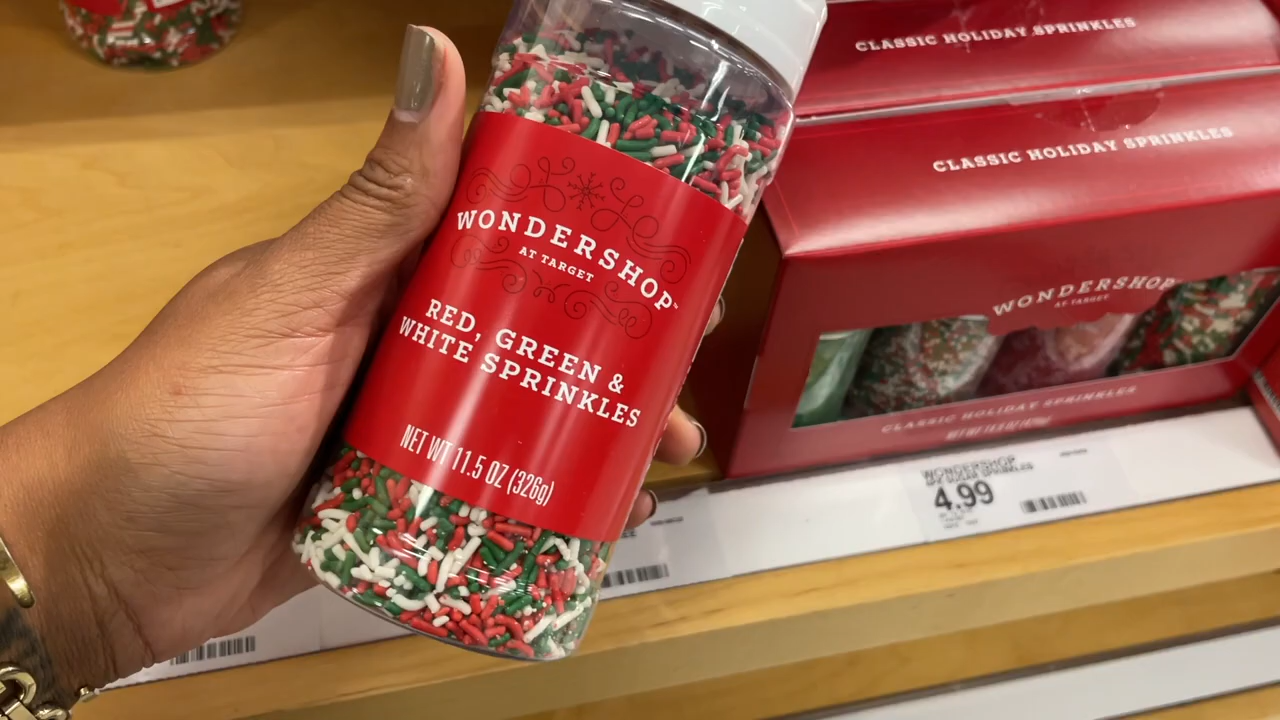 WONDERSHOP™
AT TARGET
RED, GREEN &
WHITE SPRINKLES
NET WT 11.5 OZ (326g)
CLASSIC HOLIDAY SPRINKLES
CLASSIC HOLIDAY SPRINKLES
WONDERSHOP
AT TARGET
CLASSIC HOLIDAY SPRINKLES
WONDERSHOP
4.99